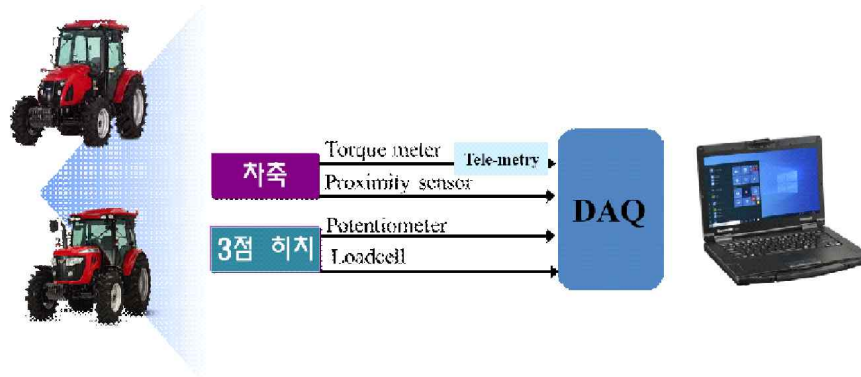 Torque meter
Tele-metry
차축
Proximity sensor
DAQ
Potentiometer
3점 히치
Loadcell